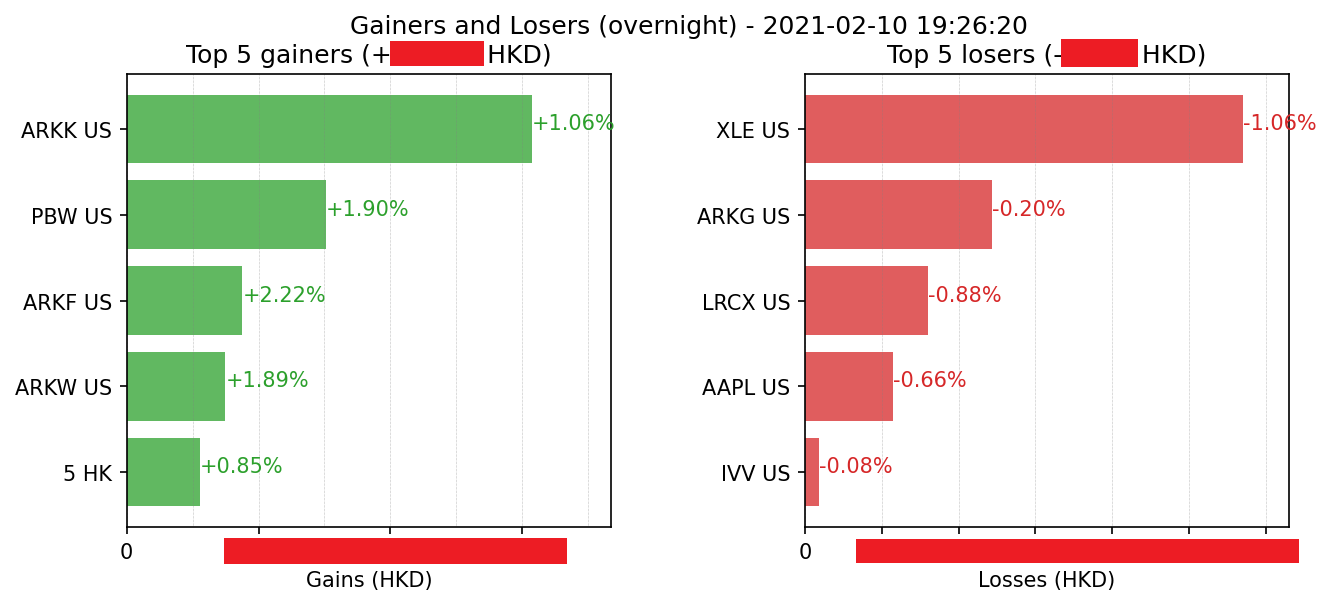 Gainers and Losers (overnight) - 2021-02-10 19:26:20
Top 5 gainers (+ HKD)
ARKK US
+1.06%
PBW US
+1.90%
ARKF US
+2.22%
ARKW US
+1.89%
5 HK
+0.85%
0
Gains (HKD)
Top 5 losers (- HKD)
XLE US
-1.06%
ARKG US
-0.20%
LRCX US
-0.88%
AAPL US
-0.66%
IVV US
-0.08%
0
Losses (HKD)